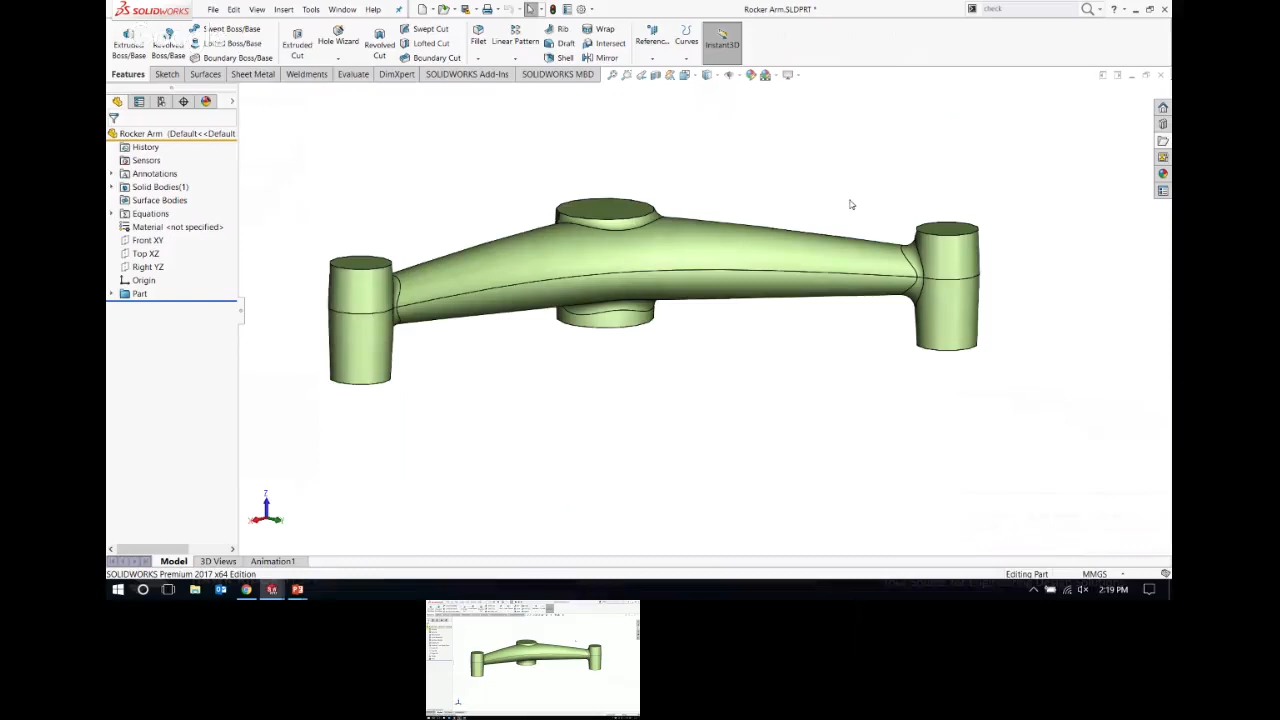 SOLIDWORKS File Edit View Insert Tools Window Help Rocker Arm.SLDPRT * check ?
Extruded Boss/Base
Revolved Boss/Base
Swept Boss/Base
Boss/Base
Boundary Boss/Base
Extruded Cut
Hole Wizard
Revolved Cut
Swept Cut
Lofted Cut
Boundary Cut
Fillet
Linear Pattern
Rib
Draft
Shell
Wrap
Intersect
Mirror
Referenc...
Curves
Instant3D
Features Sketch Surfaces Sheet Metal Weldments Evaluate DimXpert SOLIDWORKS Add-Ins SOLIDWORKS MBD
Rocker Arm (Default<<Default
History
Sensors
Annotations
Solid Bodies(1)
Surface Bodies
Equations
Material <not specified>
Front XY
Top XZ
Right YZ
Origin
Part
Z
Model 3D Views Animation1
SOLIDWORKS Premium 2017 x64 Edition Editing Part MMGS
2:19 PM